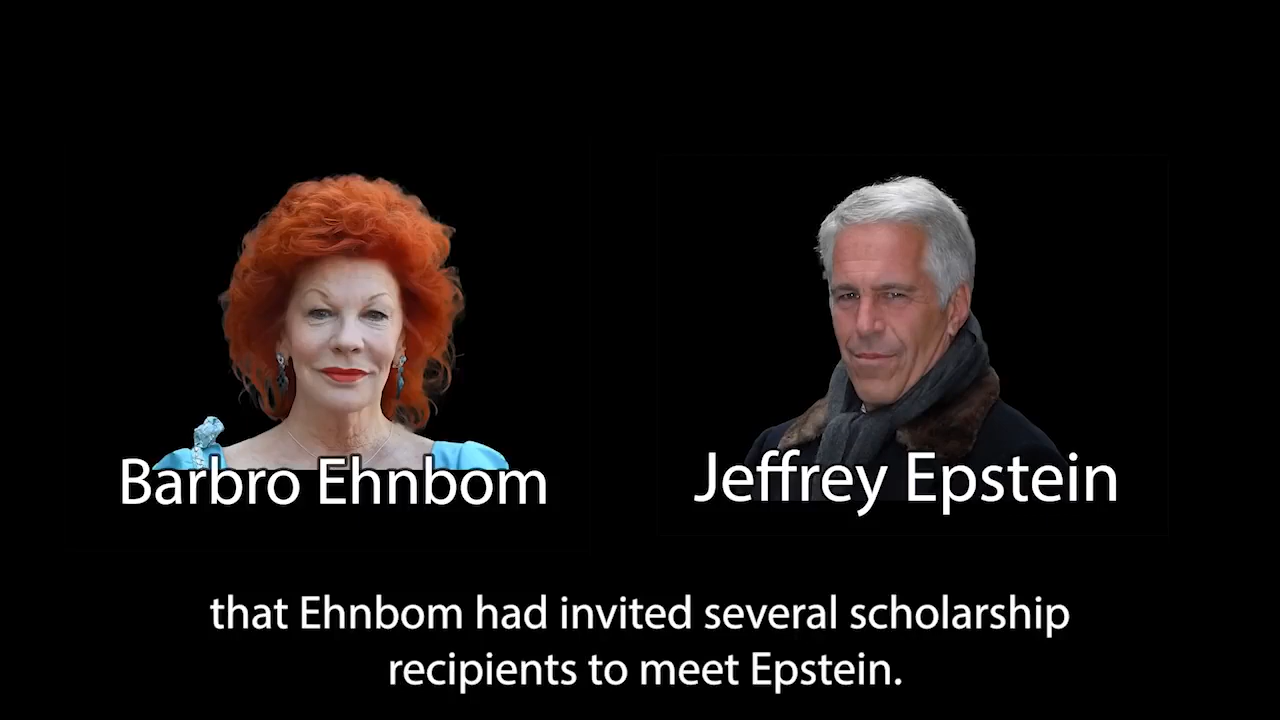 Barbro Ehnbom
Jeffrey Epstein
that Ehnbom had invited several scholarship
recipients to meet Epstein.